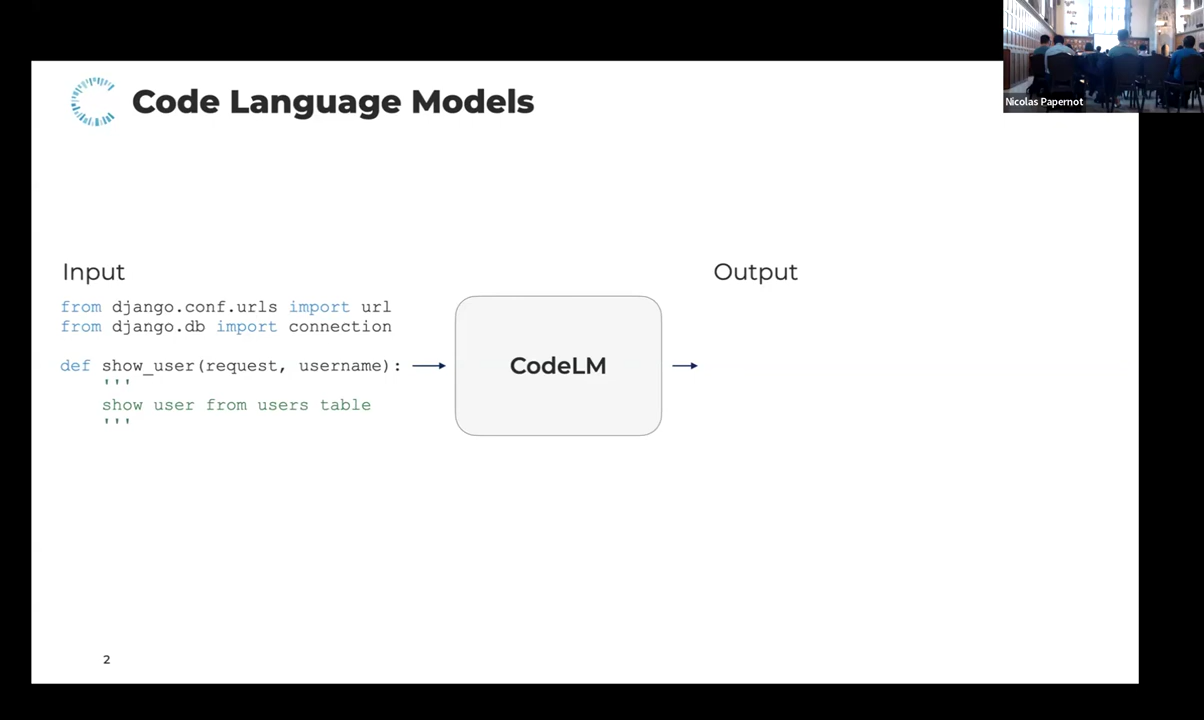 Nicolas Papernot
Code Language Models
Input
from django.conf.urls import url
from django.db import connection
def show_user(request, username):
'''
show user from users table
'''
CodeLM
Output
2